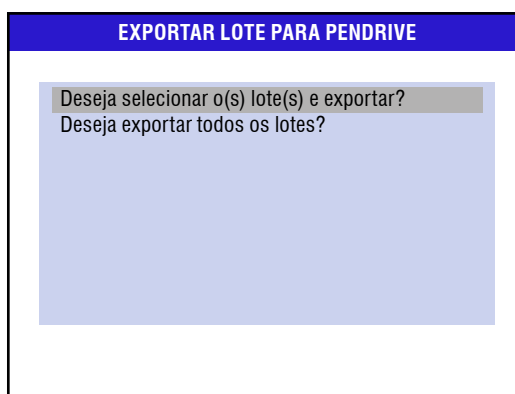 EXPORTAR LOTE PARA PENDRIVE
Deseja selecionar o(s) lote(s) e exportar?
Deseja exportar todos os lotes?